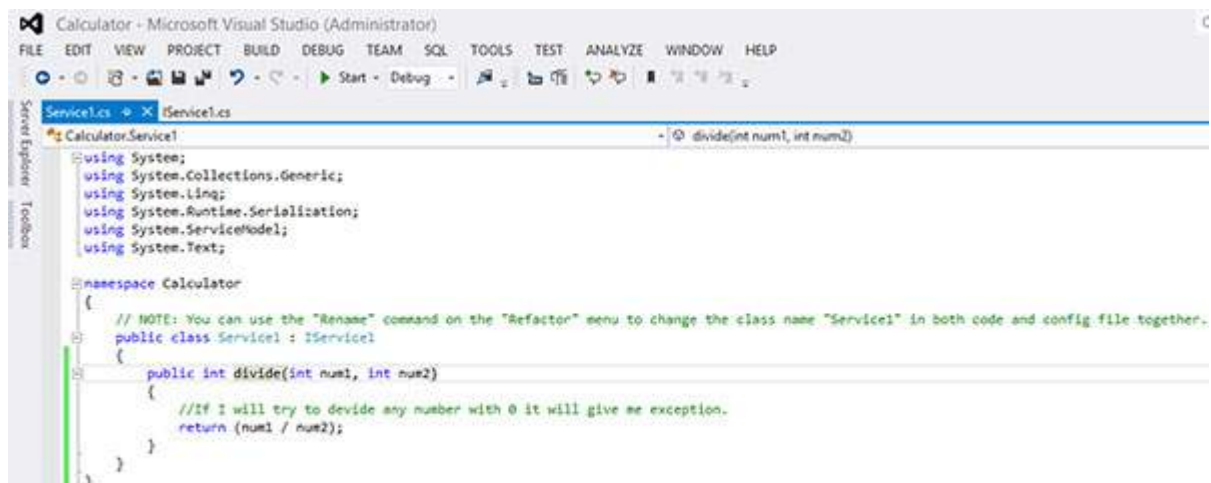 Calculator - Microsoft Visual Studio (Administrator)
FILE EDIT VIEW PROJECT BUILD DEBUG TEAM SQL TOOLS TEST ANALYZE WINDOW HELP
Start - Debug
Service1.cs IService1.cs
Calculator.Service1 divide(int num1, int num2)
Server Explorer
Toolbox
using System;
using System.Collections.Generic;
using System.Linq;
using System.Runtime.Serialization;
using System.ServiceModel;
using System.Text;
namespace Calculator
{
// NOTE: You can use the "Rename" command on the "Refactor" menu to change the class name "Service1" in both code and config file together.
public class Service1 : IService1
{
public int divide(int num1, int num2)
{
//If I will try to devide any number with 0 it will give me exception.
return (num1 / num2);
}
}
}